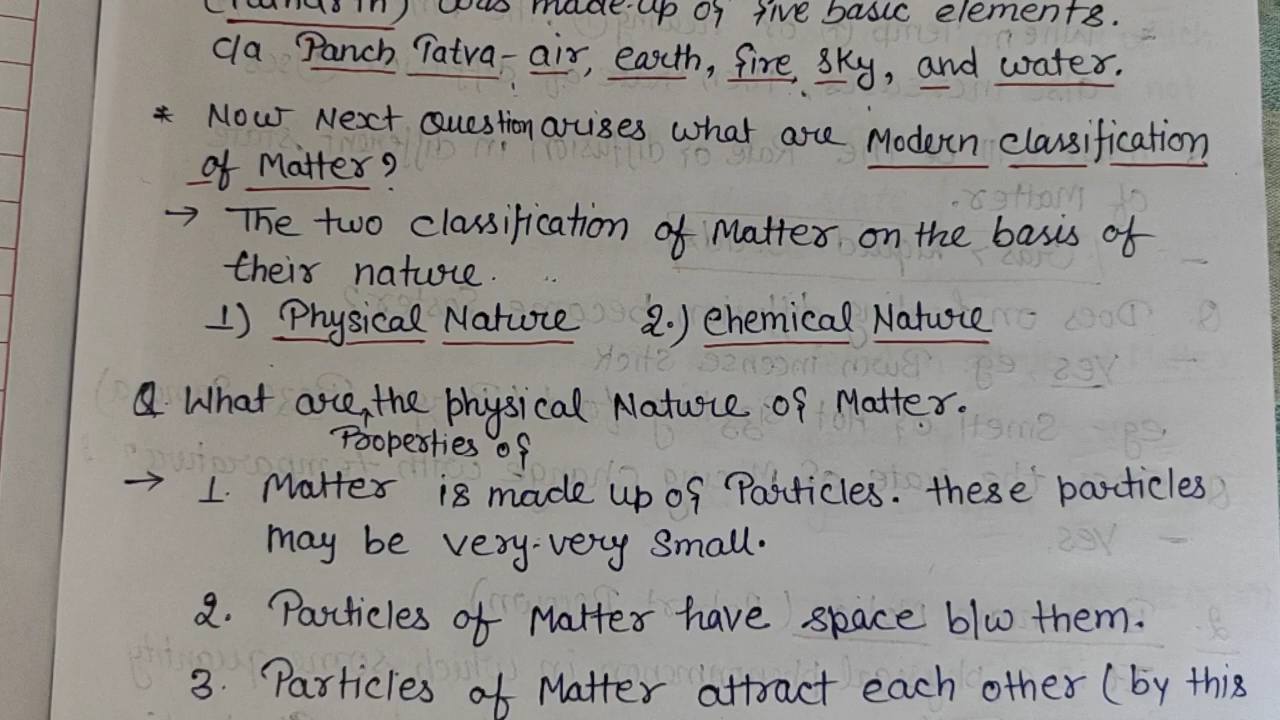 was made up of five basic elements.
c/a Panch Tatva - air, earth, fire, sky, and water.
* Now Next Question arises what are Modern classification
of Matter?
→ The two classification of Matter on the basis of
their nature.
1) Physical Nature 2.) Chemical Nature
Q What are the physical Nature of Matter.
Properties of
→ 1. Matter is made up of Particles. these particles
may be very-very small.
2. Particles of Matter have space b/w them.
3. Particles of Matter attract each other (by this